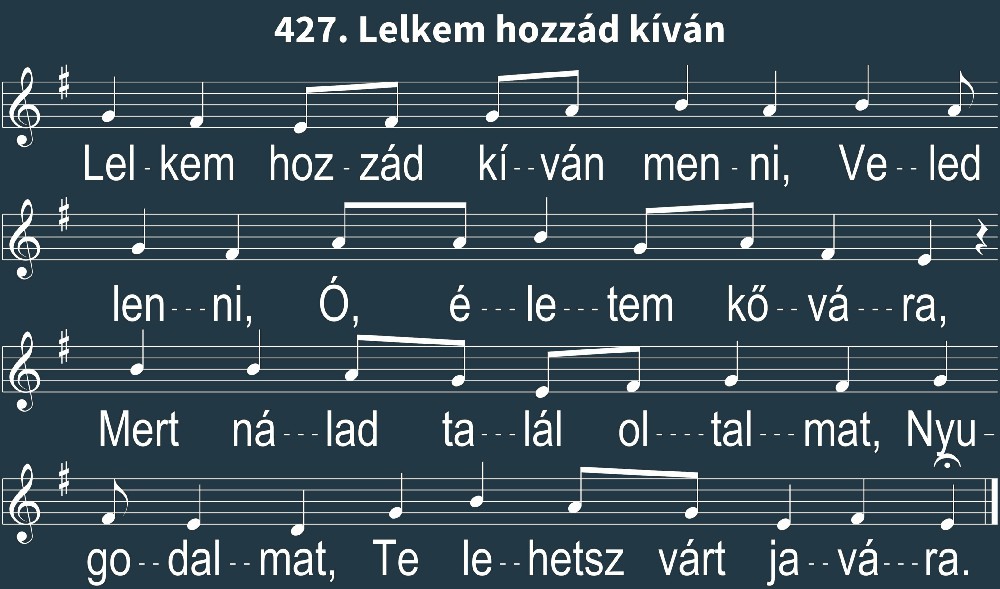 427. Lelkem hozzád kíván
Lel - kem hoz - zád kí - - ván men - ni, Ve - - led
len - - - ni, Ó, é - - - le - - - tem kő - - vá - - - ra,
Mert ná - - - lad ta - - - lál ol - - - - tal - - - mat, Nyu -
go - - dal - - mat, Te le - - hetsz várt ja - - vá - - - ra.